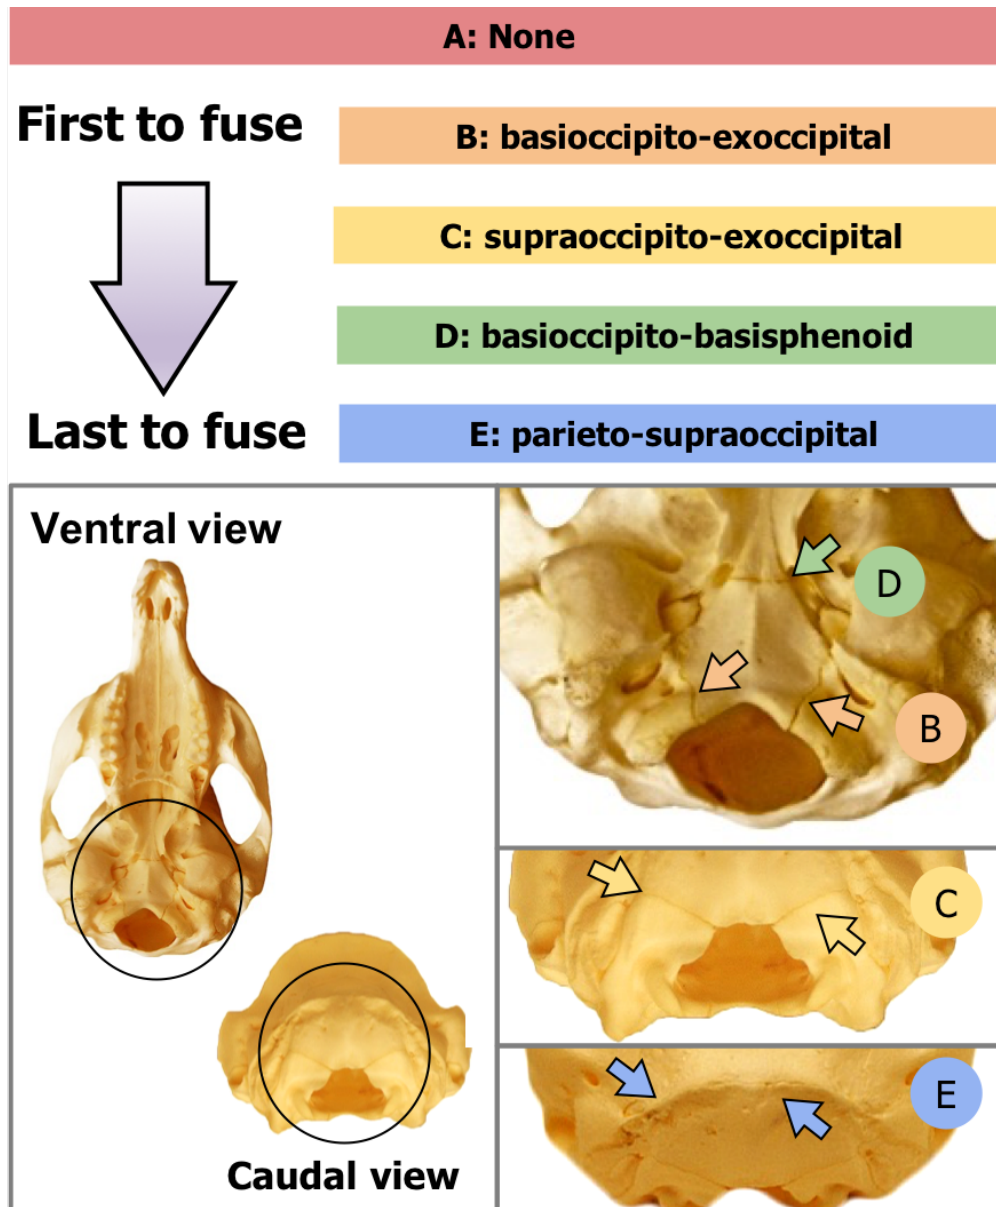 A: None
First to fuse
B: basioccipito-exoccipital
C: supraoccipito-exoccipital
D: basioccipito-basisphenoid
Last to fuse
E: parieto-supraoccipital
Ventral view
D
B
C
E
Caudal view